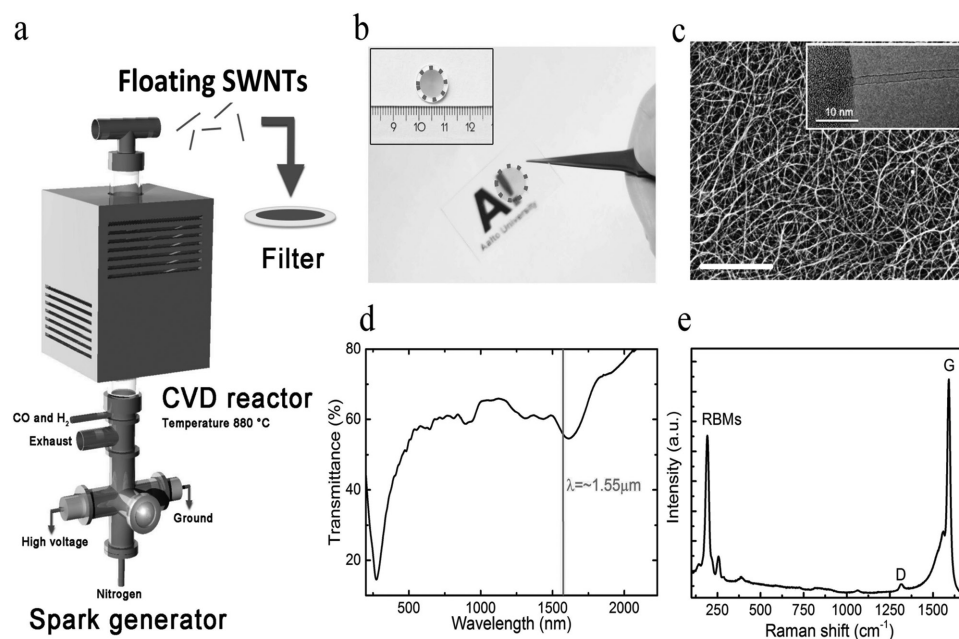 a
Floating SWNTs
Filter
CVD reactor
Temperature 880 °C
CO and H₂
Exhaust
High voltage
Ground
Nitrogen
Spark generator
b
9 10 11 12
A!
Aalto University
c
10 nm
d
Transmittance (%)
80
60
40
20
λ=~1.55μm
500 1000 1500 2000
Wavelength (nm)
e
Intensity (a.u.)
RBMs
D
G
250 500 750 1000 1250 1500
Raman shift (cm⁻¹)